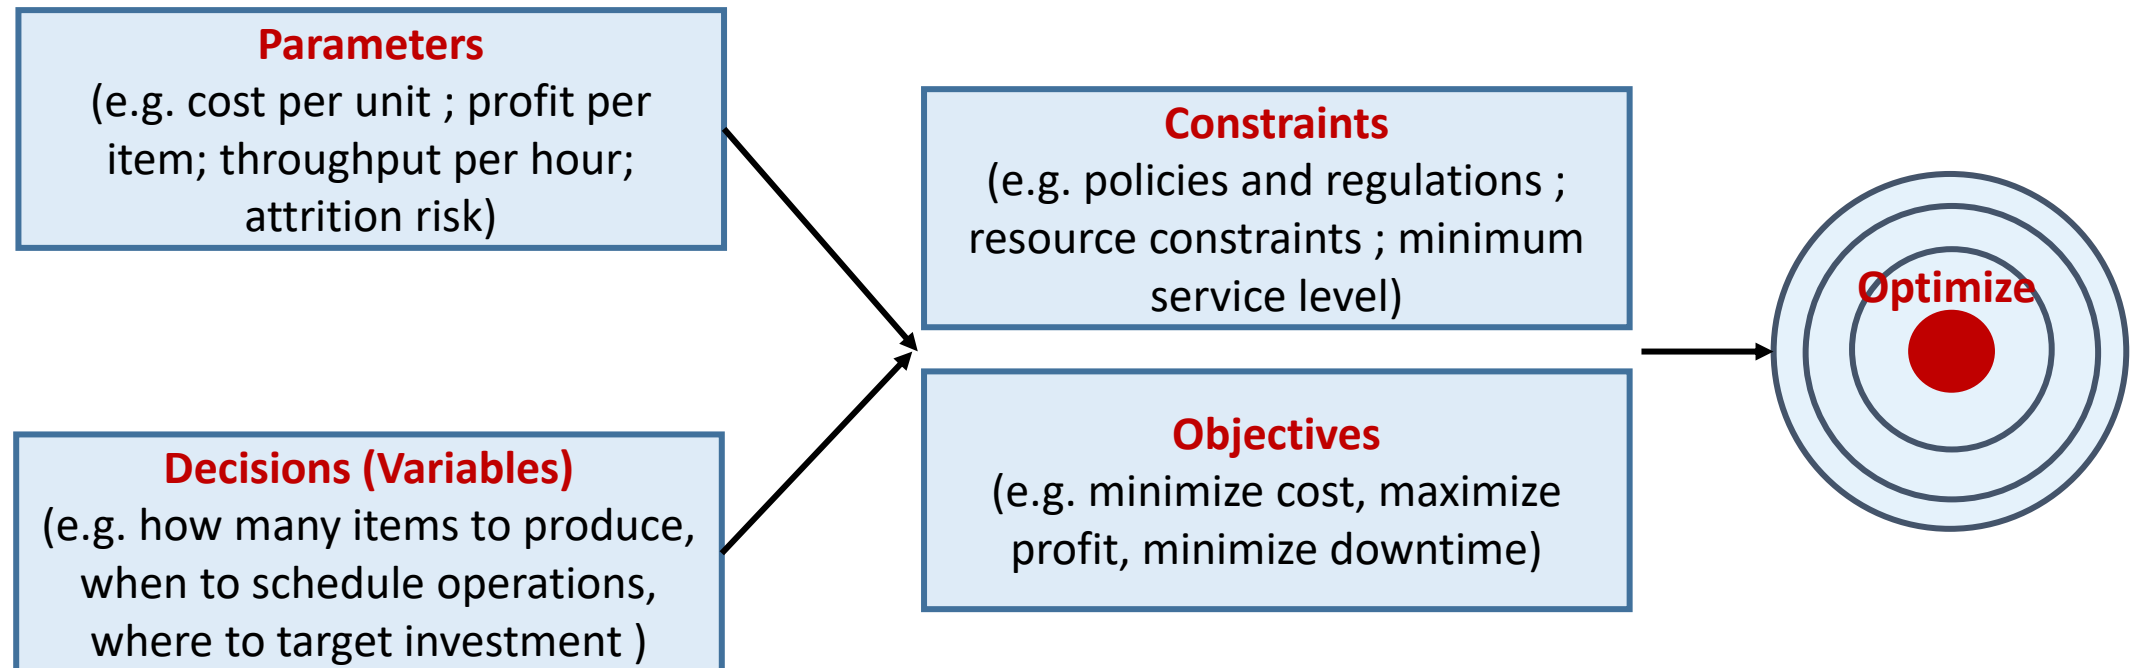 Parameters
(e.g. cost per unit ; profit per
item; throughput per hour;
attrition risk)
Decisions (Variables)
(e.g. how many items to produce,
when to schedule operations,
where to target investment )
Constraints
(e.g. policies and regulations ;
resource constraints ; minimum
service level)
Objectives
(e.g. minimize cost, maximize
profit, minimize downtime)
Optimize